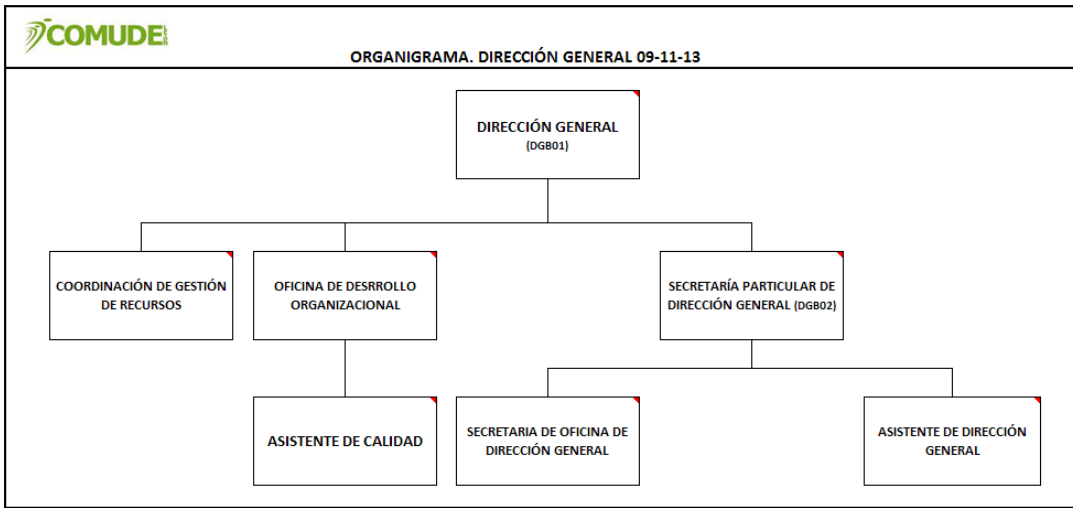 COMUDE
ORGANIGRAMA. DIRECCIÓN GENERAL 09-11-13
DIRECCIÓN GENERAL
(DGB01)
COORDINACIÓN DE GESTIÓN
DE RECURSOS
OFICINA DE DESRROLLO
ORGANIZACIONAL
SECRETARÍA PARTICULAR DE
DIRECCIÓN GENERAL (DGB02)
ASISTENTE DE CALIDAD
SECRETARIA DE OFICINA DE
DIRECCIÓN GENERAL
ASISTENTE DE DIRECCIÓN
GENERAL